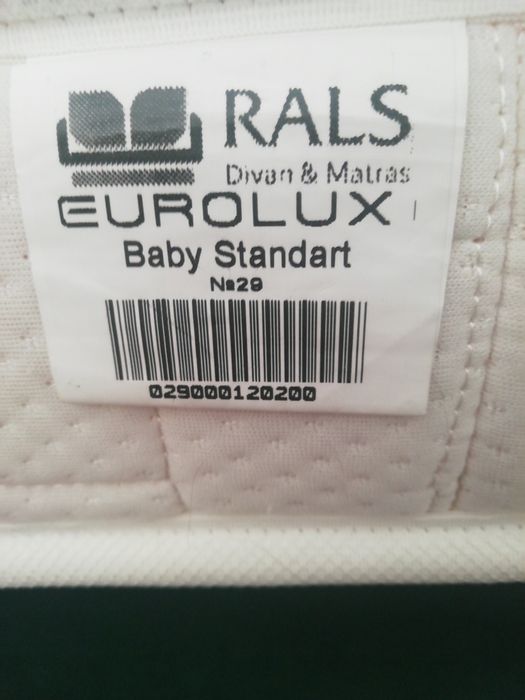 RALS
Divan & Matras
EUROLUX
Baby Standart
№29
029000120200